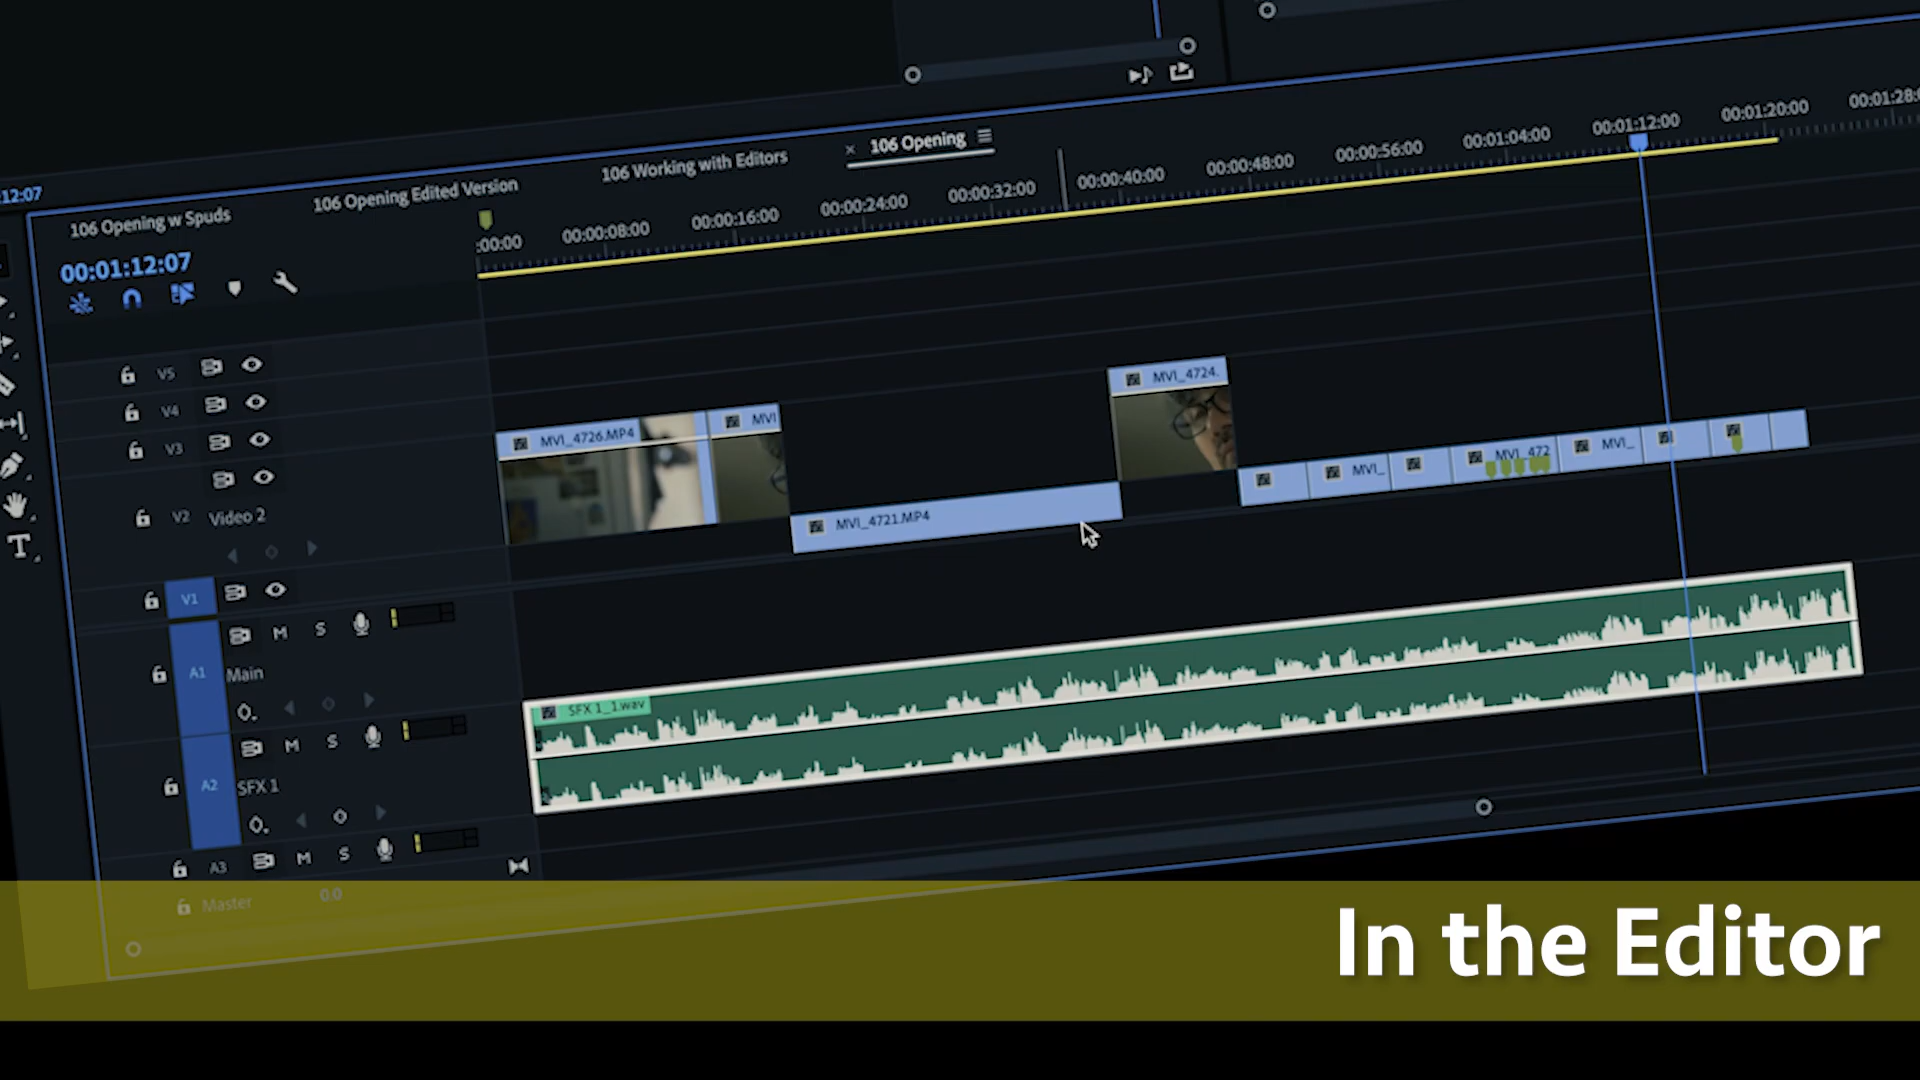 12:07
106 Opening w Spuds
106 Opening Edited Version
106 Working with Editors
× 106 Opening
00:01:12:07
:00:00
00:00:08:00
00:00:16:00
00:00:24:00
00:00:32:00
00:00:40:00
00:00:48:00
00:00:56:00
00:01:04:00
00:01:12:00
00:01:20:00
00:01:28:0
V5
V4
V3
V2 Video 2
V1
A1 M S
Main
A2 M S
SFX 1
A3 M S
Master 0.0
T
MVI_4726.MP4
MVI
MVI_4721.MP4
MVI_4724.
MVI_
MVI_472
MVI_
SFX 1_1.wav
In the Editor